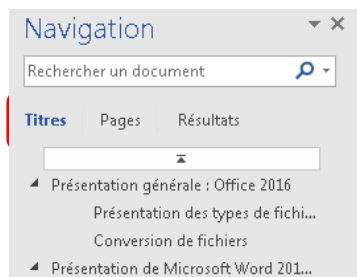 Navigation
Rechercher un document
Titres Pages Résultats
Présentation générale : Office 2016
Présentation des types de fichi...
Conversion de fichiers
Présentation de Microsoft Word 201...